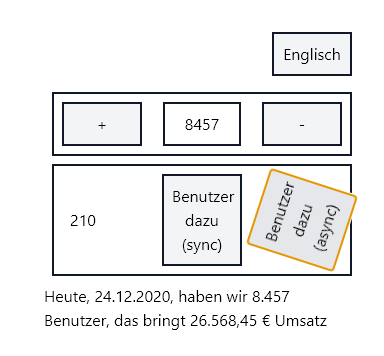 Englisch
+ 8457 -
210
Benutzer
dazu
(sync)
Benutzer
dazu
(async)
Heute, 24.12.2020, haben wir 8.457
Benutzer, das bringt 26.568,45 € Umsatz